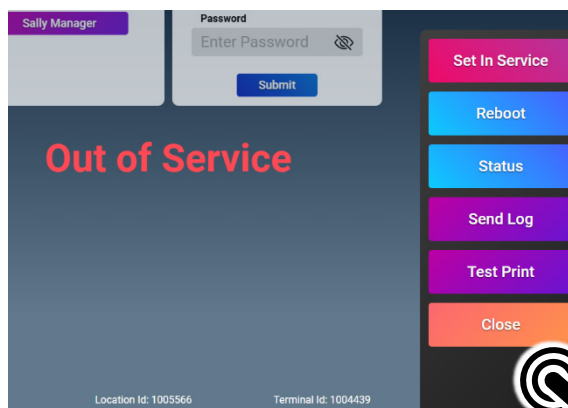 Sally Manager
Password
Enter Password
Submit
Out of Service
Set In Service
Reboot
Status
Send Log
Test Print
Close
Location Id: 1005566
Terminal Id: 1004439